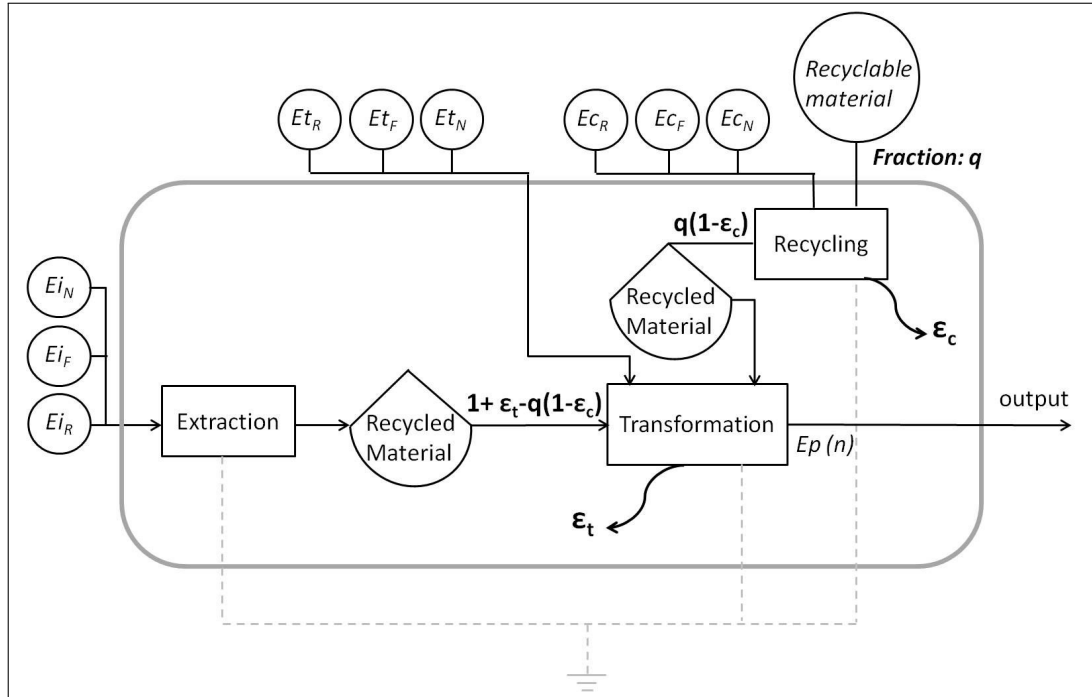 Recyclable
material
Et_R
Et_F
Et_N
Ec_R
Ec_F
Ec_N
Fraction: q
q(1-ε_c)
Recycling
Ei_N
Recycled
Material
ε_c
Ei_F
Ei_R
Extraction
Recycled
Material
1+ ε_t-q(1-ε_c)
Transformation
output
Ep (n)
ε_t